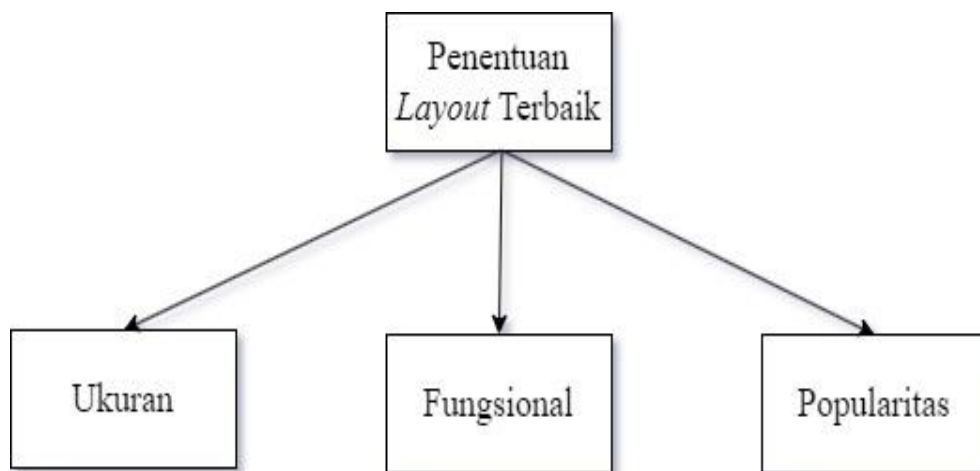 Penentuan
Layout Terbaik
Ukuran
Fungsional
Popularitas